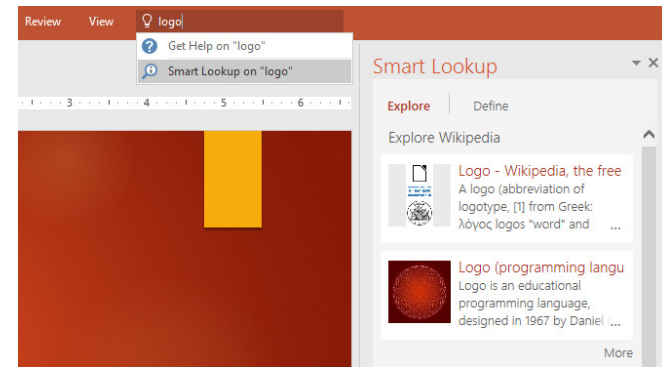 Review View logo
Get Help on "logo"
Smart Lookup on "logo"
3 4 5 6
Smart Lookup
Explore Define
Explore Wikipedia
Logo - Wikipedia, the free
A logo (abbreviation of
logotype, [1] from Greek:
λόγος logos "word" and ...
IBM
Logo (programming langu
Logo is an educational
programming language,
designed in 1967 by Daniel ...
More